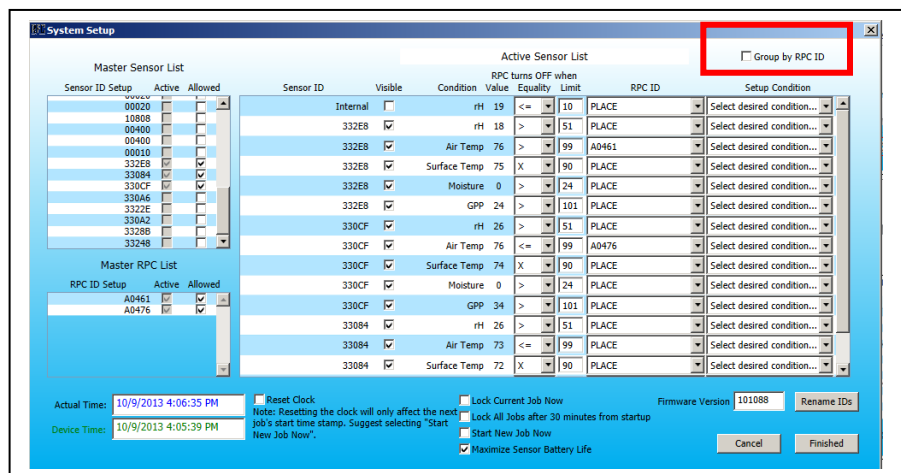 System Setup
Active Sensor List
Group by RPC ID
Master Sensor List
RPC turns OFF when
Sensor ID Setup Active Allowed
Sensor ID Visible Condition Value Equality Limit RPC ID Setup Condition
00020
10808
00400
00400
00010
332E8
33084
330CF
330A6
3322E
330A2
3328B
33248
Internal rH 19 <= 10 PLACE Select desired condition...
332E8 rH 18 > 51 PLACE Select desired condition...
332E8 Air Temp 76 > 99 A0461 Select desired condition...
332E8 Surface Temp 75 X 90 PLACE Select desired condition...
332E8 Moisture 0 > 24 PLACE Select desired condition...
332E8 GPP 24 > 101 PLACE Select desired condition...
330CF rH 26 > 51 PLACE Select desired condition...
330CF Air Temp 76 <= 99 A0476 Select desired condition...
330CF Surface Temp 74 X 90 PLACE Select desired condition...
330CF Moisture 0 > 24 PLACE Select desired condition...
330CF GPP 34 > 101 PLACE Select desired condition...
33084 rH 26 > 51 PLACE Select desired condition...
33084 Air Temp 73 <= 99 PLACE Select desired condition...
33084 Surface Temp 72 X 90 PLACE Select desired condition...
Master RPC List
RPC ID Setup Active Allowed
A0461
A0476
Actual Time: 10/9/2013 4:06:35 PM
Device Time: 10/9/2013 4:05:39 PM
Reset Clock
Note: Resetting the clock will only affect the next
job's start time stamp. Suggest selecting "Start
New Job Now".
Lock Current Job Now
Lock All Jobs after 30 minutes from startup
Start New Job Now
Maximize Sensor Battery Life
Firmware Version 101088
Rename IDs
Cancel
Finished